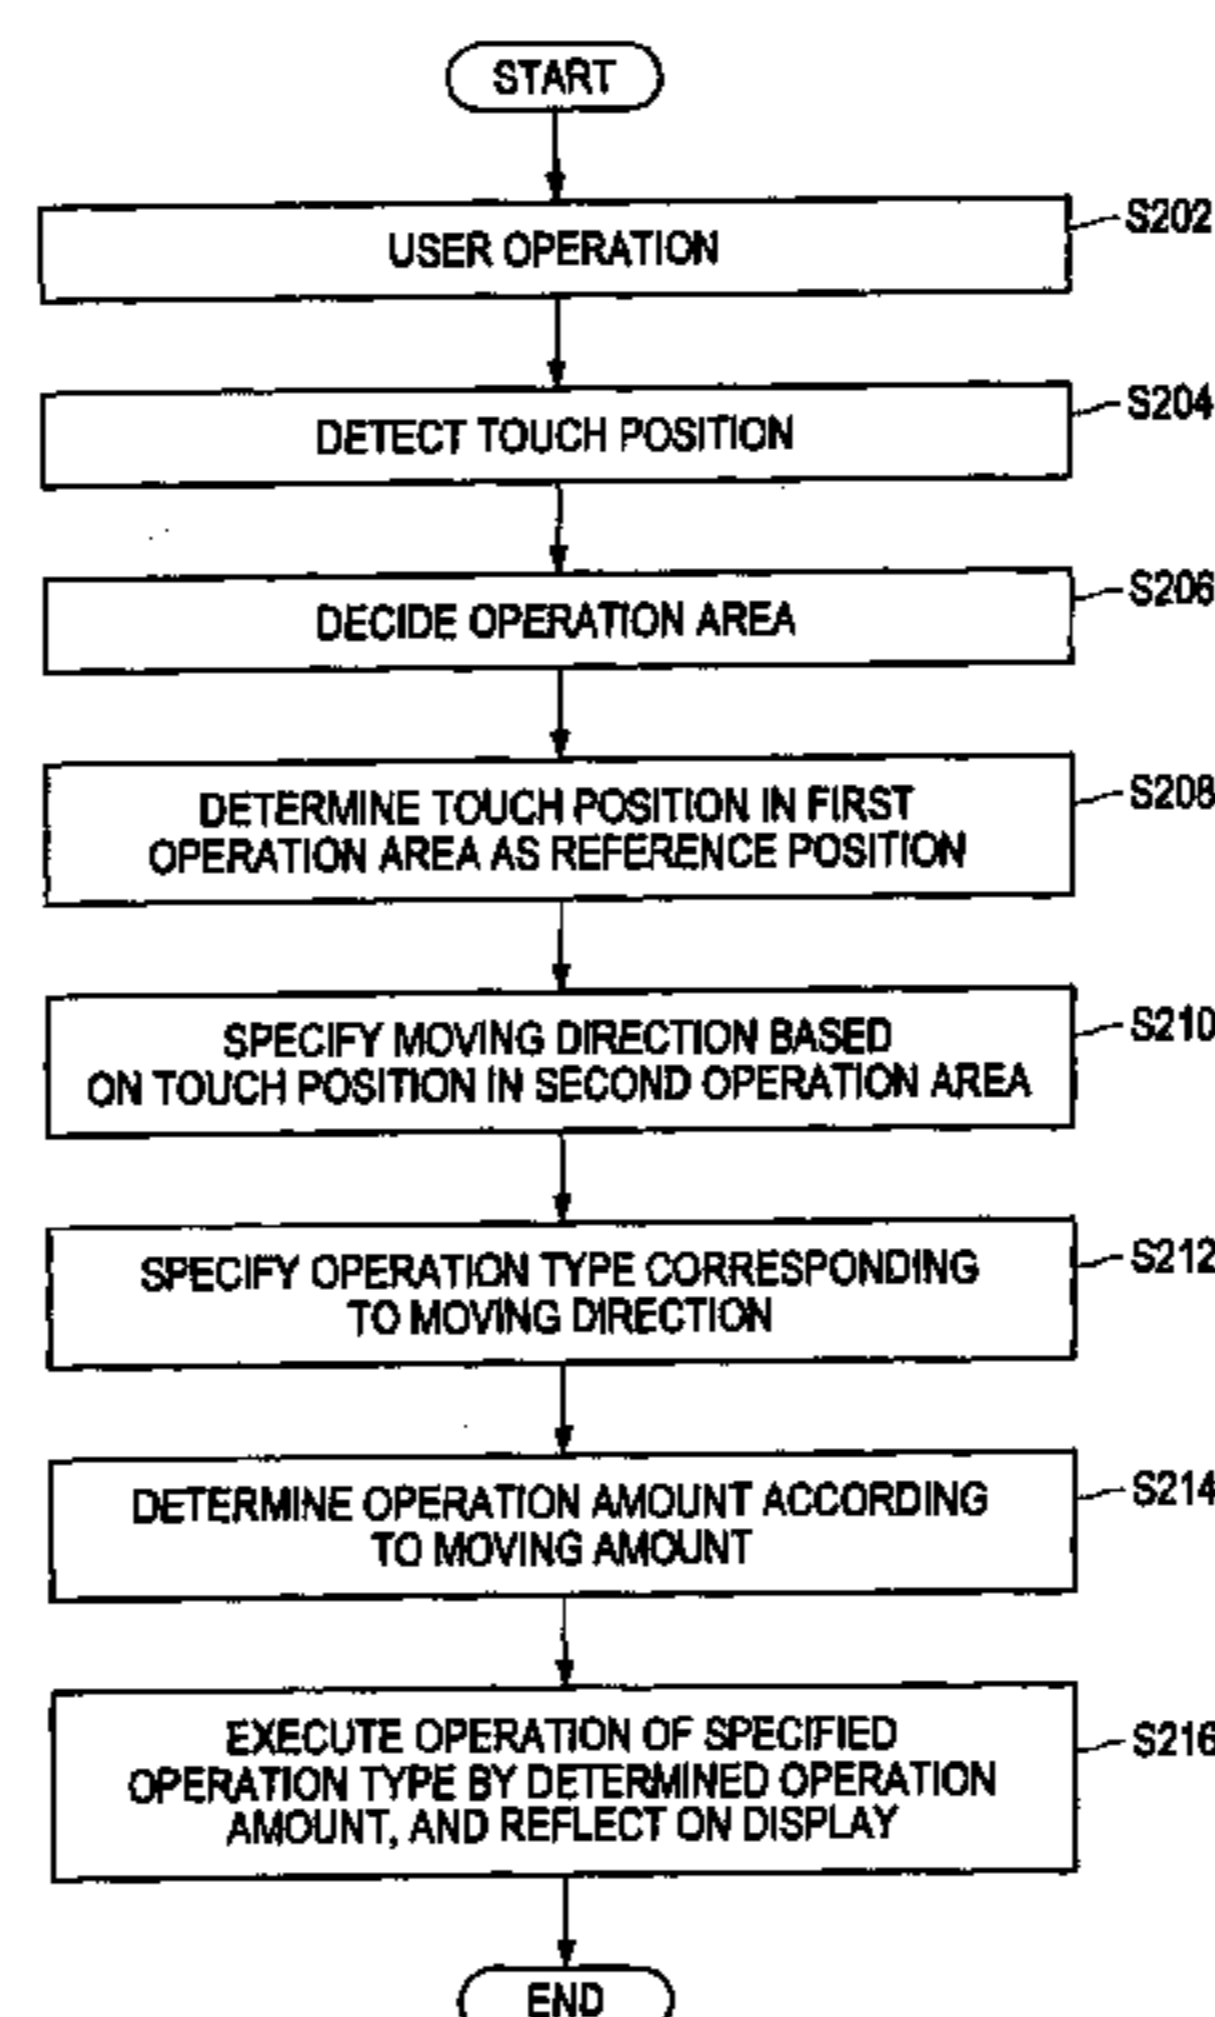 START
USER OPERATION
S202
DETECT TOUCH POSITION
S204
DECIDE OPERATION AREA
S206
DETERMINE TOUCH POSITION IN FIRST
OPERATION AREA AS REFERENCE POSITION
S208
SPECIFY MOVING DIRECTION BASED
ON TOUCH POSITION IN SECOND OPERATION AREA
S210
SPECIFY OPERATION TYPE CORRESPONDING
TO MOVING DIRECTION
S212
DETERMINE OPERATION AMOUNT ACCORDING
TO MOVING AMOUNT
S214
EXECUTE OPERATION OF SPECIFIED
OPERATION TYPE BY DETERMINED OPERATION
AMOUNT, AND REFLECT ON DISPLAY
S216
END